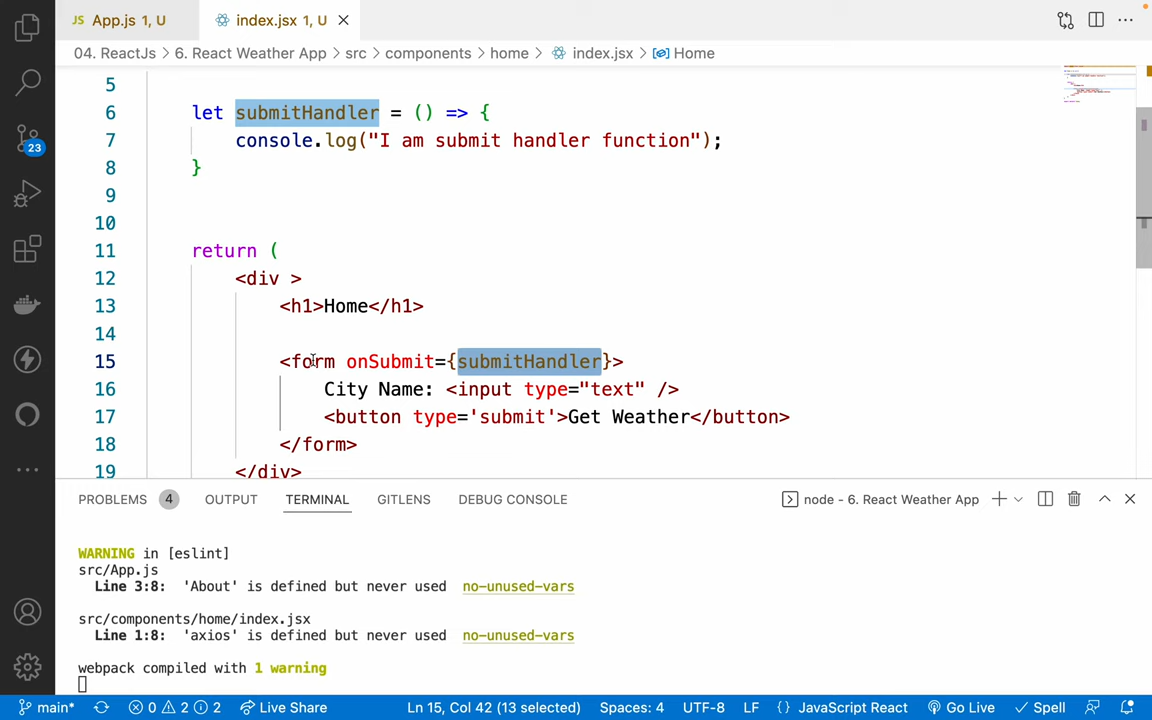 App.js 1, U
index.jsx 1, U
04. ReactJs > 6. React Weather App > src > components > home > index.jsx > Home
5
6 let submitHandler = () => {
7 console.log("I am submit handler function");
8 }
9
10
11 return (
12 <div >
13 <h1>Home</h1>
14
15 <form onSubmit={submitHandler}>
16 City Name: <input type="text" />
17 <button type='submit'>Get Weather</button>
18 </form>
19 </div>
23
PROBLEMS 4 OUTPUT TERMINAL GITLENS DEBUG CONSOLE node - 6. React Weather App
WARNING in [eslint]
src/App.js
Line 3:8: 'About' is defined but never used no-unused-vars
src/components/home/index.jsx
Line 1:8: 'axios' is defined but never used no-unused-vars
webpack compiled with 1 warning
main* 0 2 2 Live Share Ln 15, Col 42 (13 selected) Spaces: 4 UTF-8 LF {} JavaScript React Go Live Spell